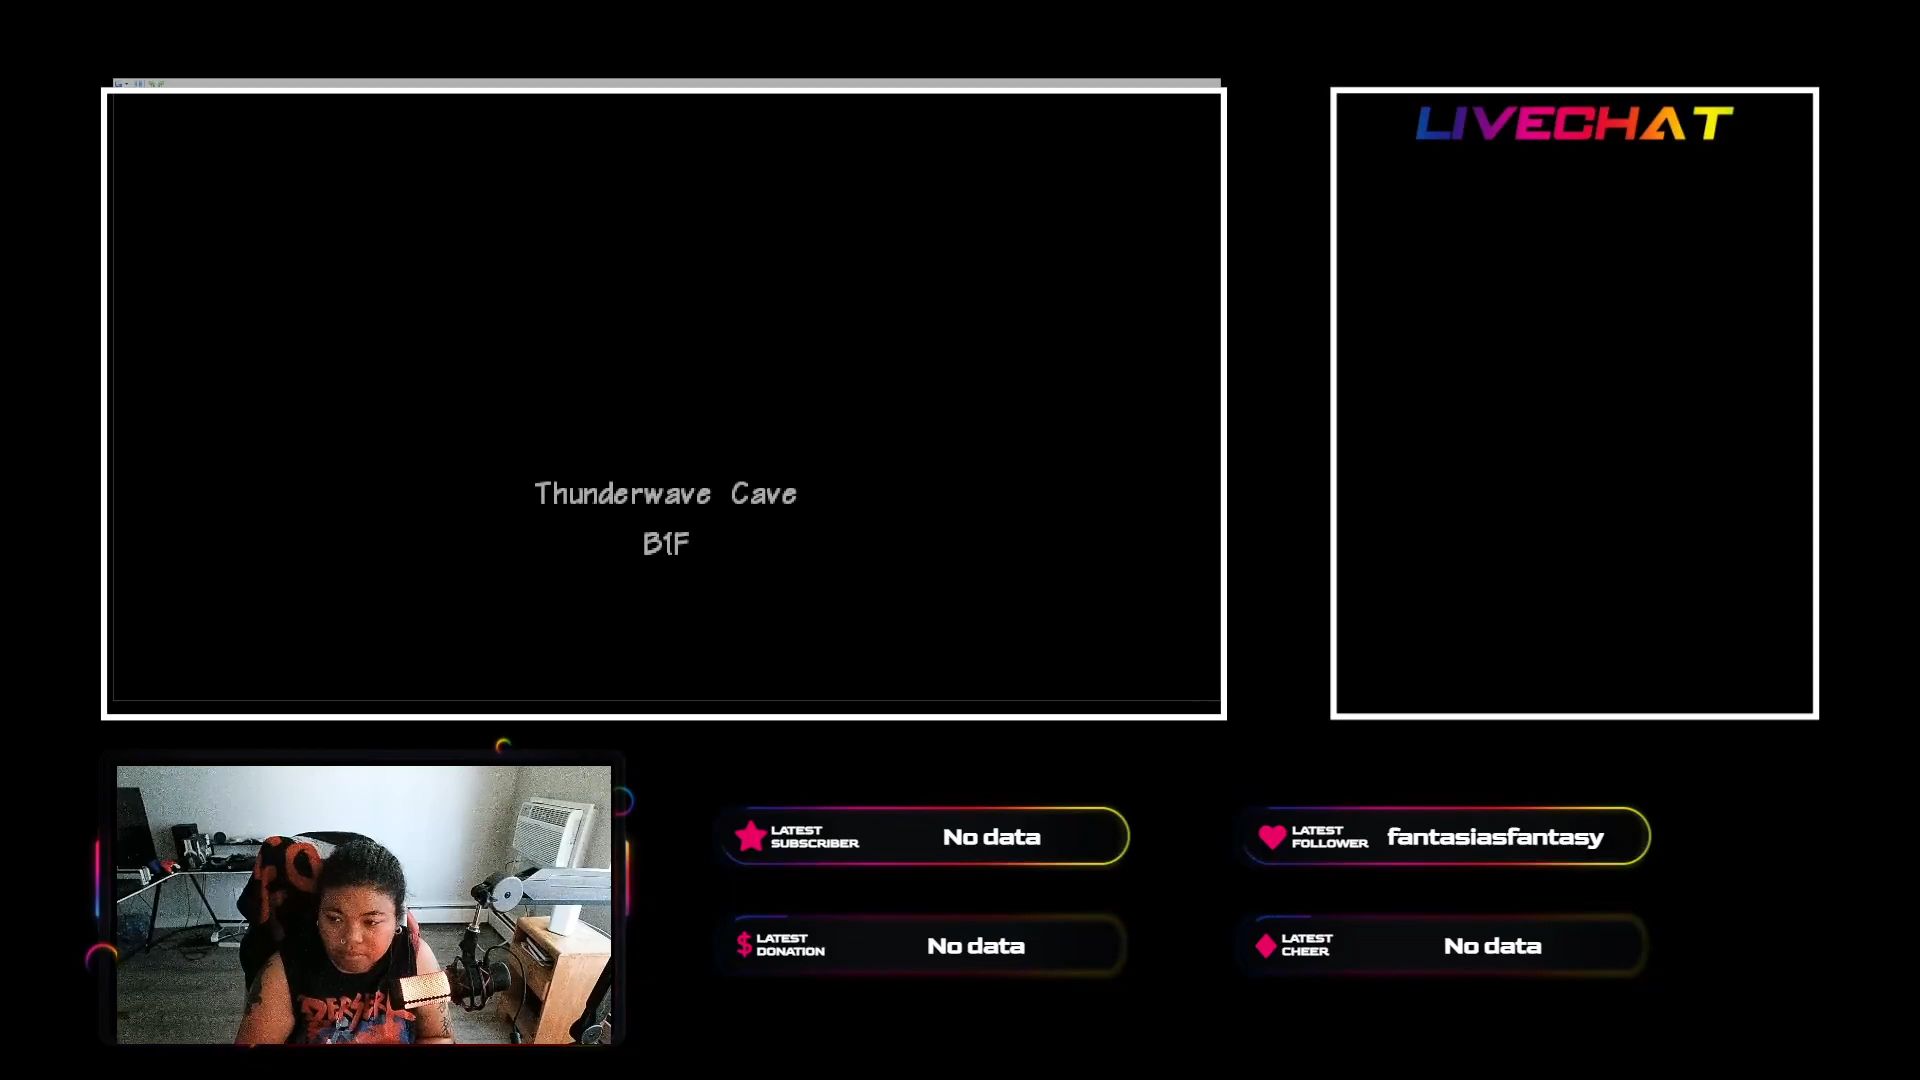 LIVECHAT
Thunderwave Cave
B1F
LATEST
SUBSCRIBER
No data
LATEST
FOLLOWER
fantasiasfantasy
LATEST
DONATION
No data
LATEST
CHEER
No data